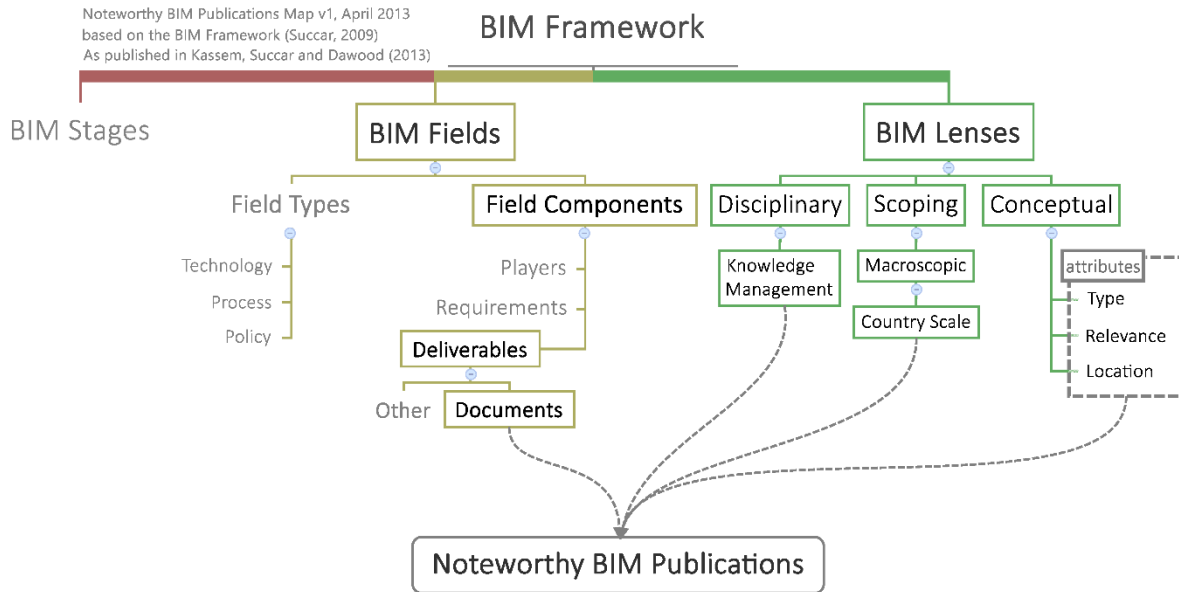 Noteworthy BIM Publications Map v1, April 2013
based on the BIM Framework (Succar, 2009)
As published in Kassem, Succar and Dawood (2013)
BIM Framework
BIM Stages
BIM Fields
BIM Lenses
Field Types
Field Components
Disciplinary
Scoping
Conceptual
Technology
Process
Policy
Players
Requirements
Deliverables
Other
Documents
Knowledge
Management
Macroscopic
Country Scale
attributes
Type
Relevance
Location
Noteworthy BIM Publications